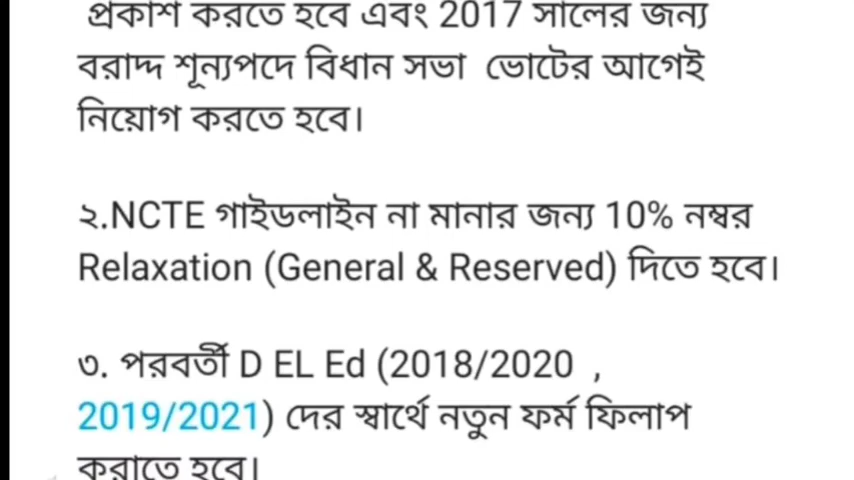 প্রকাশ করতে হবে এবং 2017 সালের জন্য
বরাদ্দ শূন্যপদে বিধান সভা ভোটের আগেই
নিয়োগ করতে হবে।
২.NCTE গাইডলাইন না মানার জন্য 10% নম্বর
Relaxation (General & Reserved) দিতে হবে।
৩. পরবর্তী D EL Ed (2018/2020 ,
2019/2021) দের স্বার্থে নতুন ফর্ম ফিলাপ
করাতে হবে।